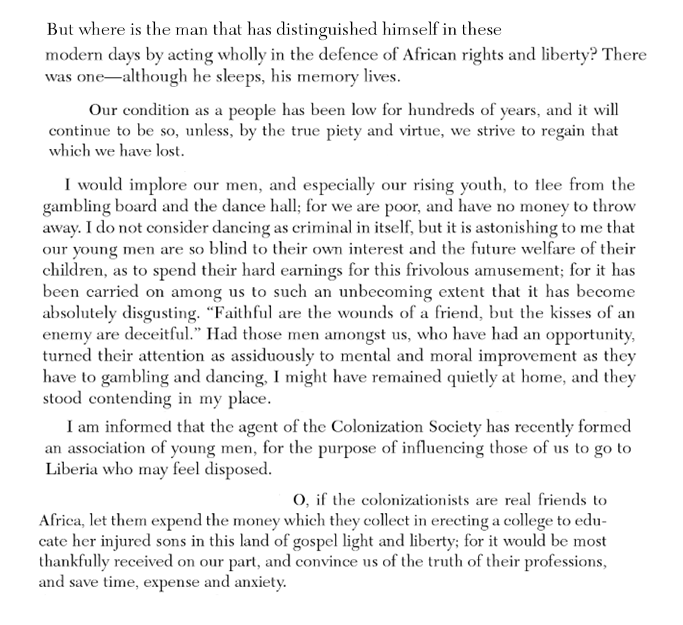 But where is the man that has distinguished himself in these
modern days by acting wholly in the defence of African rights and liberty? There
was one—although he sleeps, his memory lives.
Our condition as a people has been low for hundreds of years, and it will
continue to be so, unless, by the true piety and virtue, we strive to regain that
which we have lost.
I would implore our men, and especially our rising youth, to flee from the
gambling board and the dance hall; for we are poor, and have no money to throw
away. I do not consider dancing as criminal in itself, but it is astonishing to me that
our young men are so blind to their own interest and the future welfare of their
children, as to spend their hard earnings for this frivolous amusement; for it has
been carried on among us to such an unbecoming extent that it has become
absolutely disgusting. “Faithful are the wounds of a friend, but the kisses of an
enemy are deceitful.” Had those men amongst us, who have had an opportunity,
turned their attention as assiduously to mental and moral improvement as they
have to gambling and dancing, I might have remained quietly at home, and they
stood contending in my place.
I am informed that the agent of the Colonization Society has recently formed
an association of young men, for the purpose of influencing those of us to go to
Liberia who may feel disposed.
O, if the colonizationists are real friends to
Africa, let them expend the money which they collect in erecting a college to edu-
cate her injured sons in this land of gospel light and liberty; for it would be most
thankfully received on our part, and convince us of the truth of their professions,
and save time, expense and anxiety.